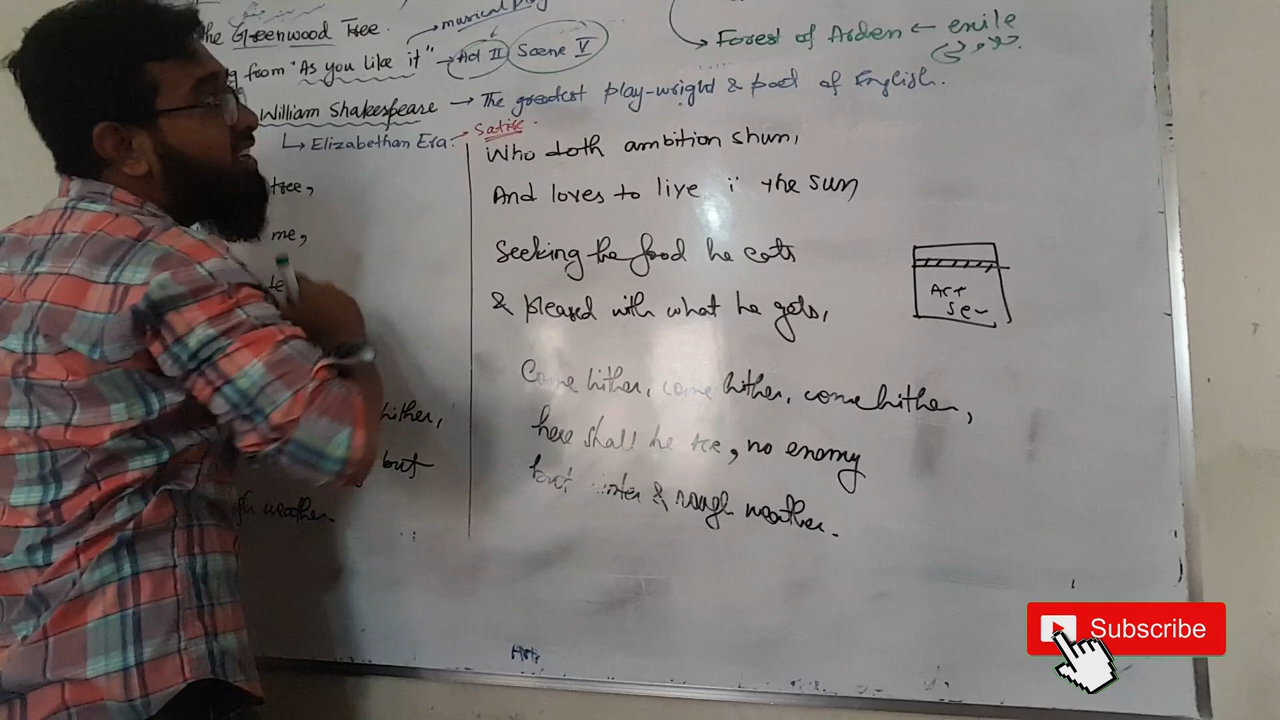 musical play
the Greenwood Tree.
from "As you like it" → Act II Scene V
Forest of Arden ← exile
William Shakespeare → The greatest play-wright & poet of English.
↳ Elizabethan Era. → Satire.
tree,
me,
hither,
but
weather.
Who doth ambition shun,
And loves to live i' the sun
Seeking the food he eats
& pleased with what he gets,
Come hither, come hither, come hither,
here shall he see, no enemy
but winter & rough weather.
Act
Subscribe